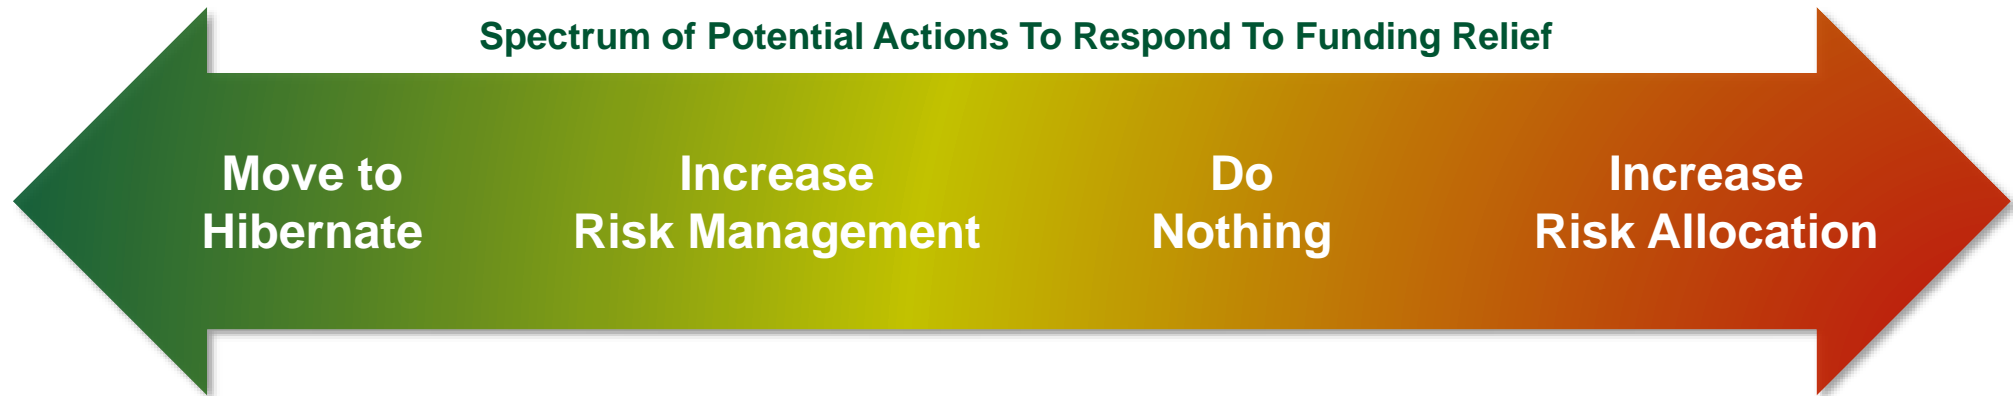 Spectrum of Potential Actions To Respond To Funding Relief
Move to
Hibernate
Increase
Risk Management
Do
Nothing
Increase
Risk Allocation